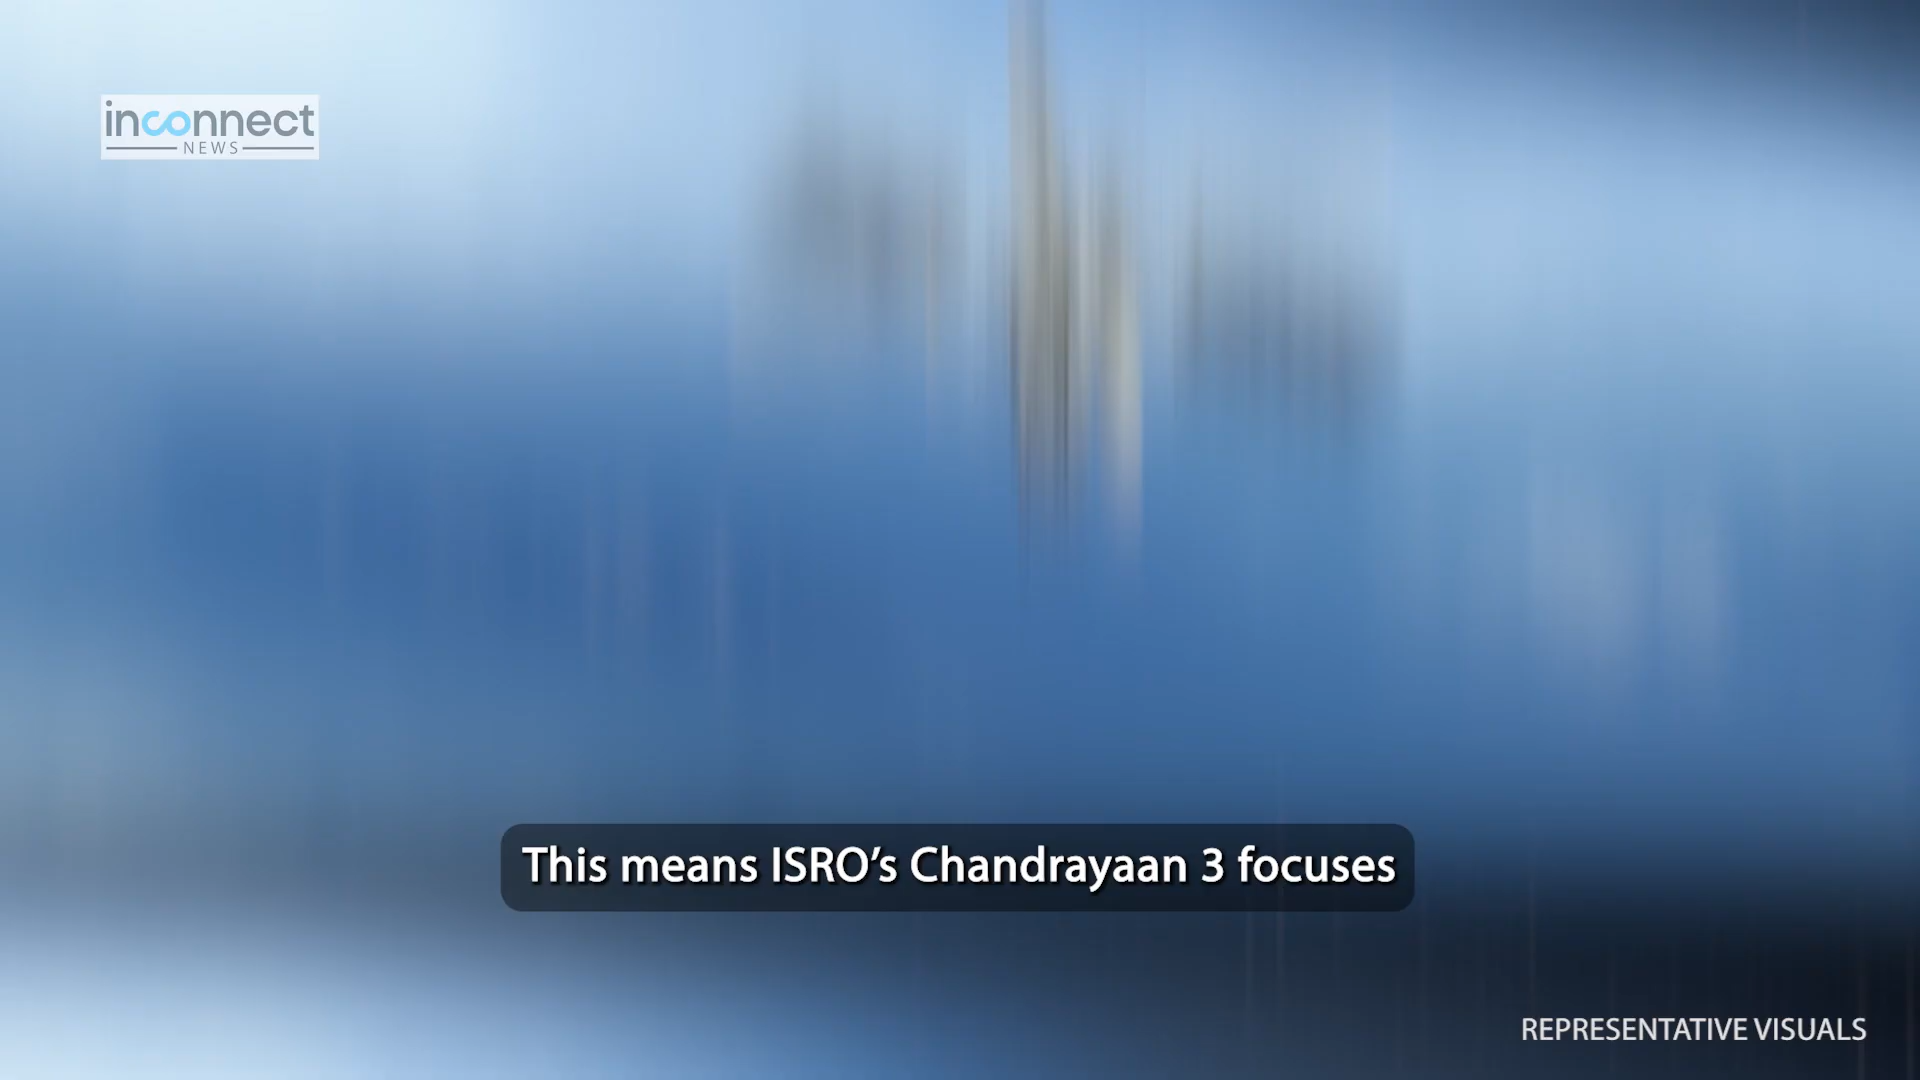 inconnect
NEWS
This means ISRO’s Chandrayaan 3 focuses
REPRESENTATIVE VISUALS